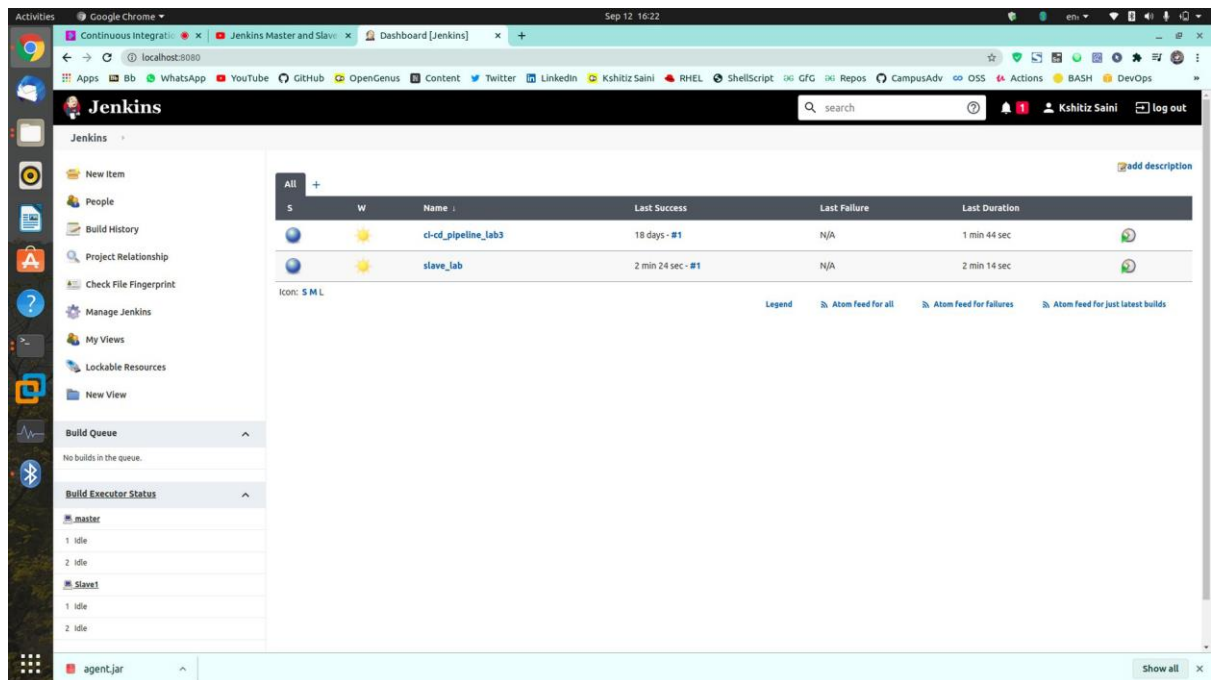 Activities Google Chrome Sep 12 16:22 en₁
Continuous Integratio Jenkins Master and Slave Dashboard [Jenkins]
localhost:8080
Apps Bb WhatsApp YouTube GitHub OpenGenus Content Twitter LinkedIn Kshitiz Saini RHEL ShellScript GfG Repos CampusAdv OSS Actions BASH DevOps »
Jenkins search 1 Kshitiz Saini log out
Jenkins
add description
New Item
People
Build History
Project Relationship
Check File Fingerprint
Manage Jenkins
My Views
Lockable Resources
New View
All +
S W Name ↓ Last Success Last Failure Last Duration
ci-cd_pipeline_lab3 18 days - #1 N/A 1 min 44 sec
slave_lab 2 min 24 sec - #1 N/A 2 min 14 sec
Icon: S M L
Legend Atom feed for all Atom feed for failures Atom feed for just latest builds
Build Queue
No builds in the queue.
Build Executor Status
master
1 Idle
2 Idle
Slave1
1 Idle
2 Idle
agent.jar Show all